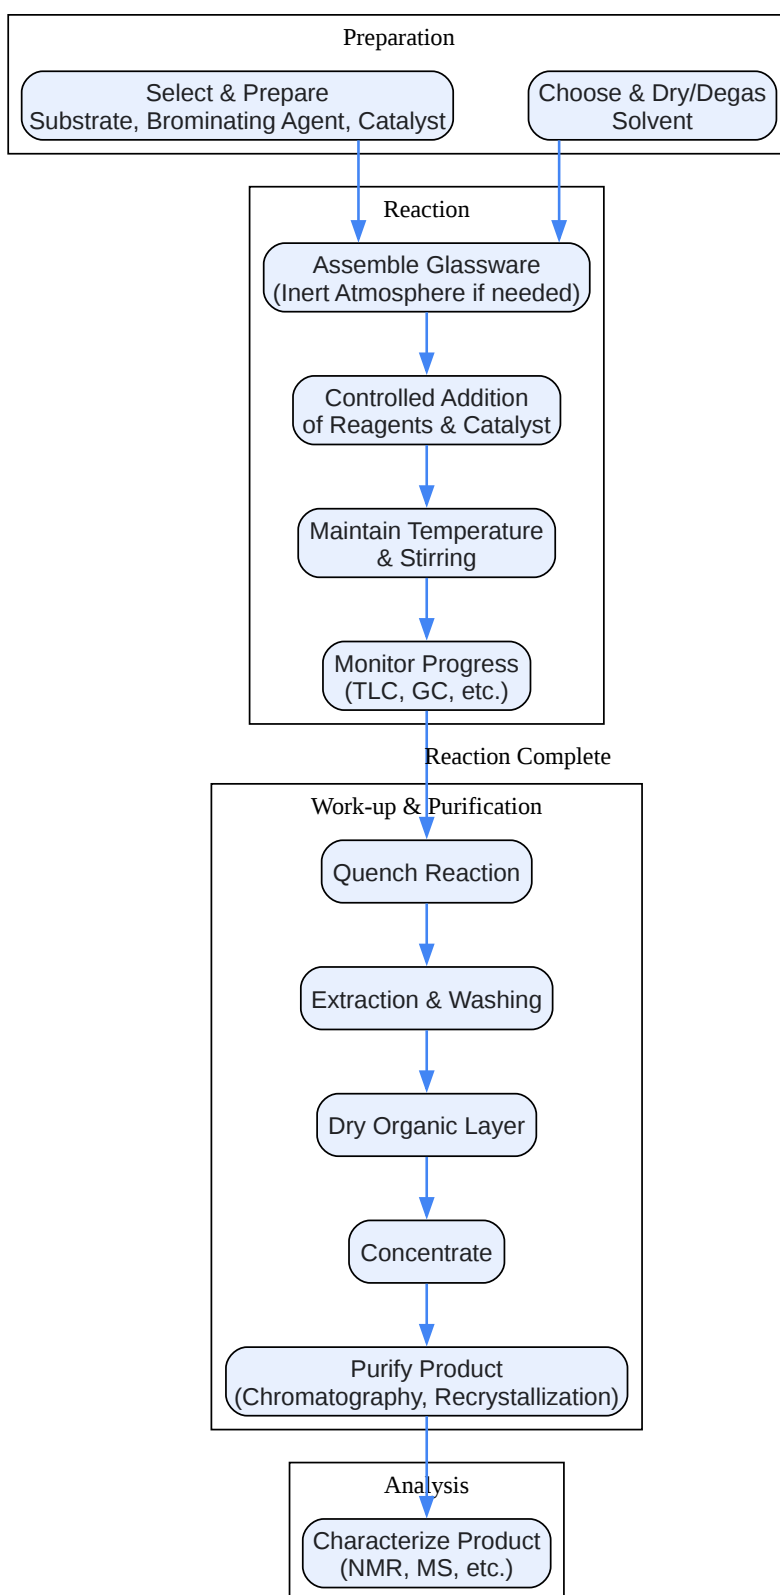 Preparation
Select & Prepare
Substrate, Brominating Agent, Catalyst
Choose & Dry/Degas
Solvent
Reaction
Assemble Glassware
(Inert Atmosphere if needed)
Controlled Addition
of Reagents & Catalyst
Maintain Temperature
& Stirring
Monitor Progress
(TLC, GC, etc.)
Reaction Complete
Work-up & Purification
Quench Reaction
Extraction & Washing
Dry Organic Layer
Concentrate
Purify Product
(Chromatography, Recrystallization)
Analysis
Characterize Product
(NMR, MS, etc.)